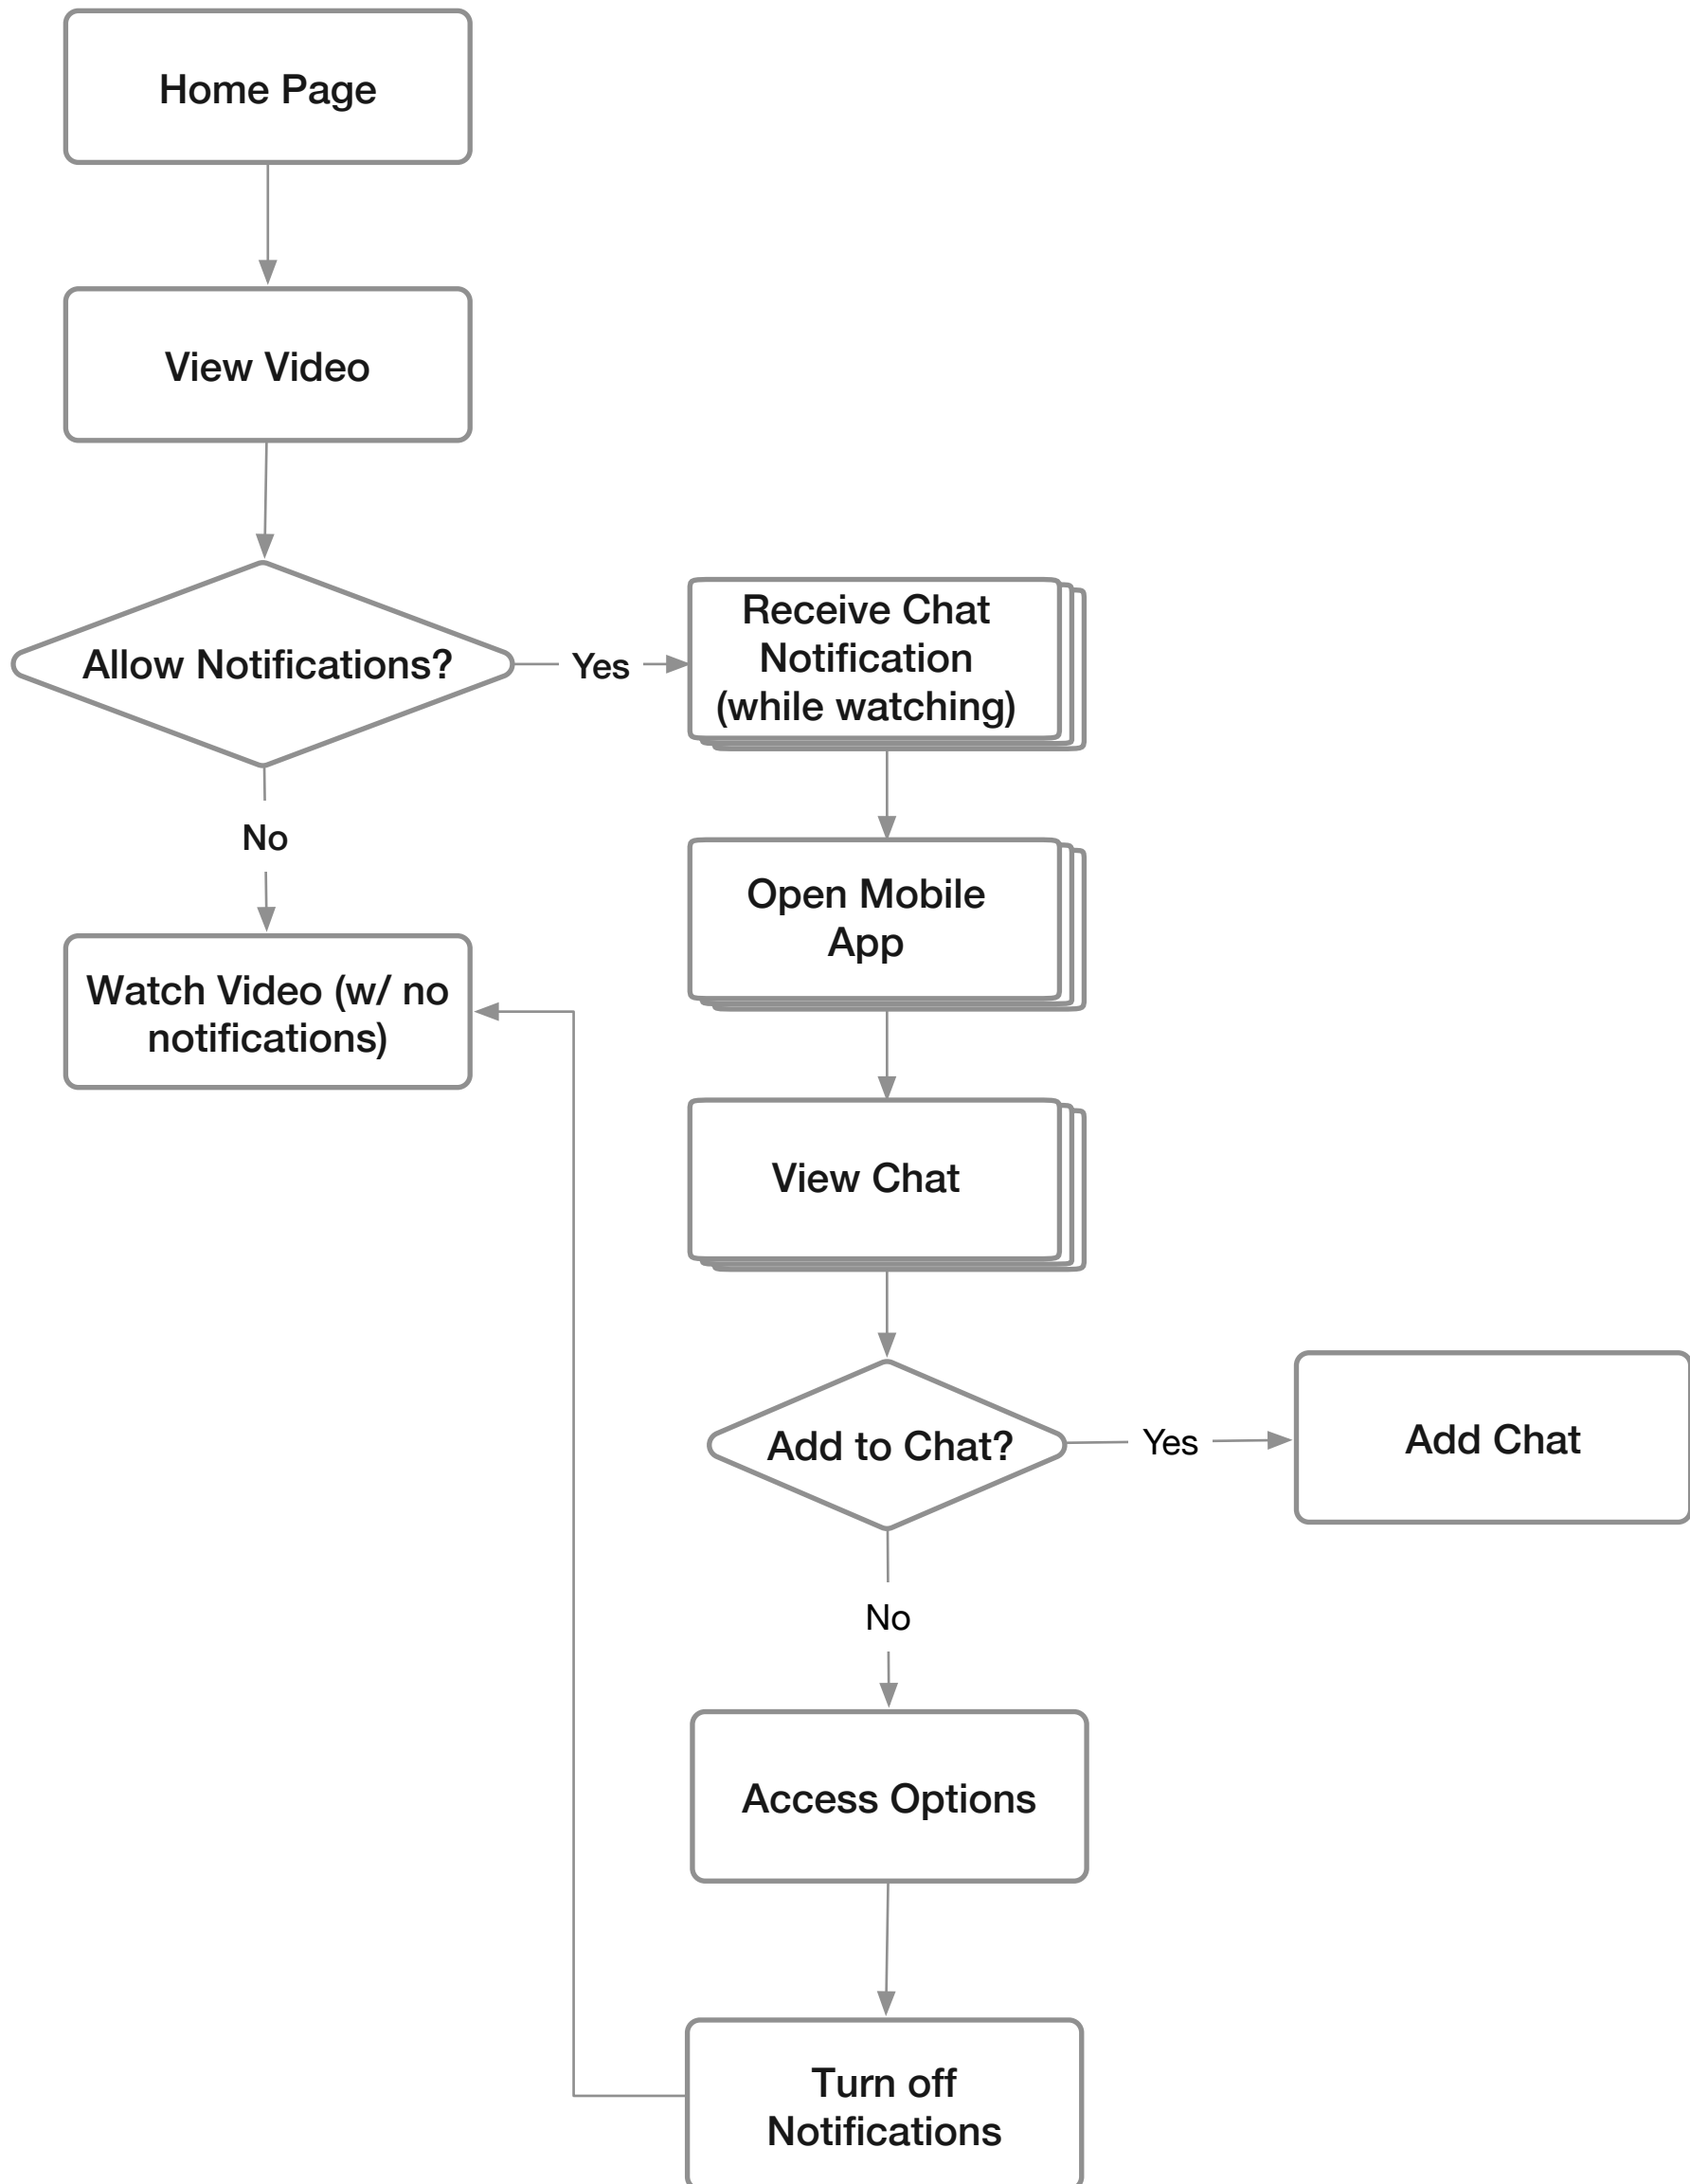 Home Page
View Video
Allow Notifications?
Yes
No
Watch Video (w/ no
notifications)
Receive Chat
Notification
(while watching)
Open Mobile
App
View Chat
Add to Chat?
Yes
Add Chat
No
Access Options
Turn off
Notifications